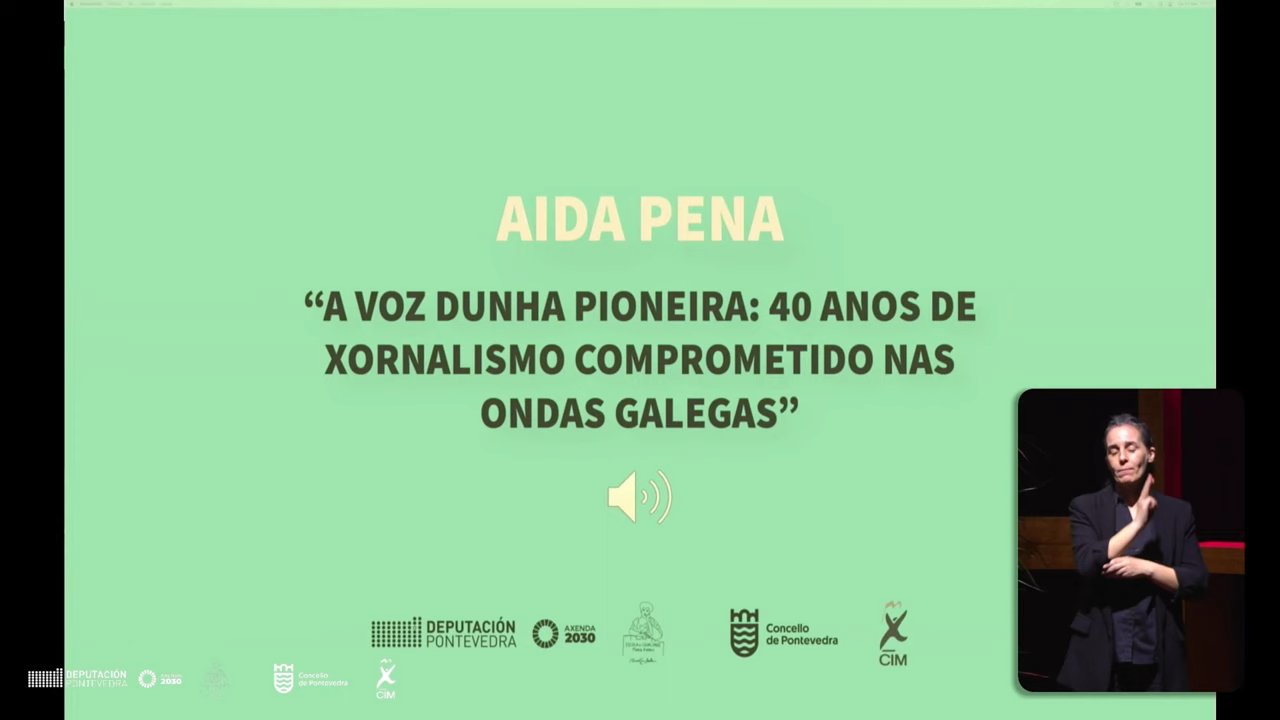 AIDA PENA
“A VOZ DUNHA PIONEIRA: 40 ANOS DE
XORNALISMO COMPROMETIDO NAS
ONDAS GALEGAS”
DEPUTACIÓN
PONTEVEDRA
AXENDA
2030
Concello
de Pontevedra
CIM
DEPUTACIÓN
PONTEVEDRA
AXENDA
2030
Concello
de Pontevedra
CIM